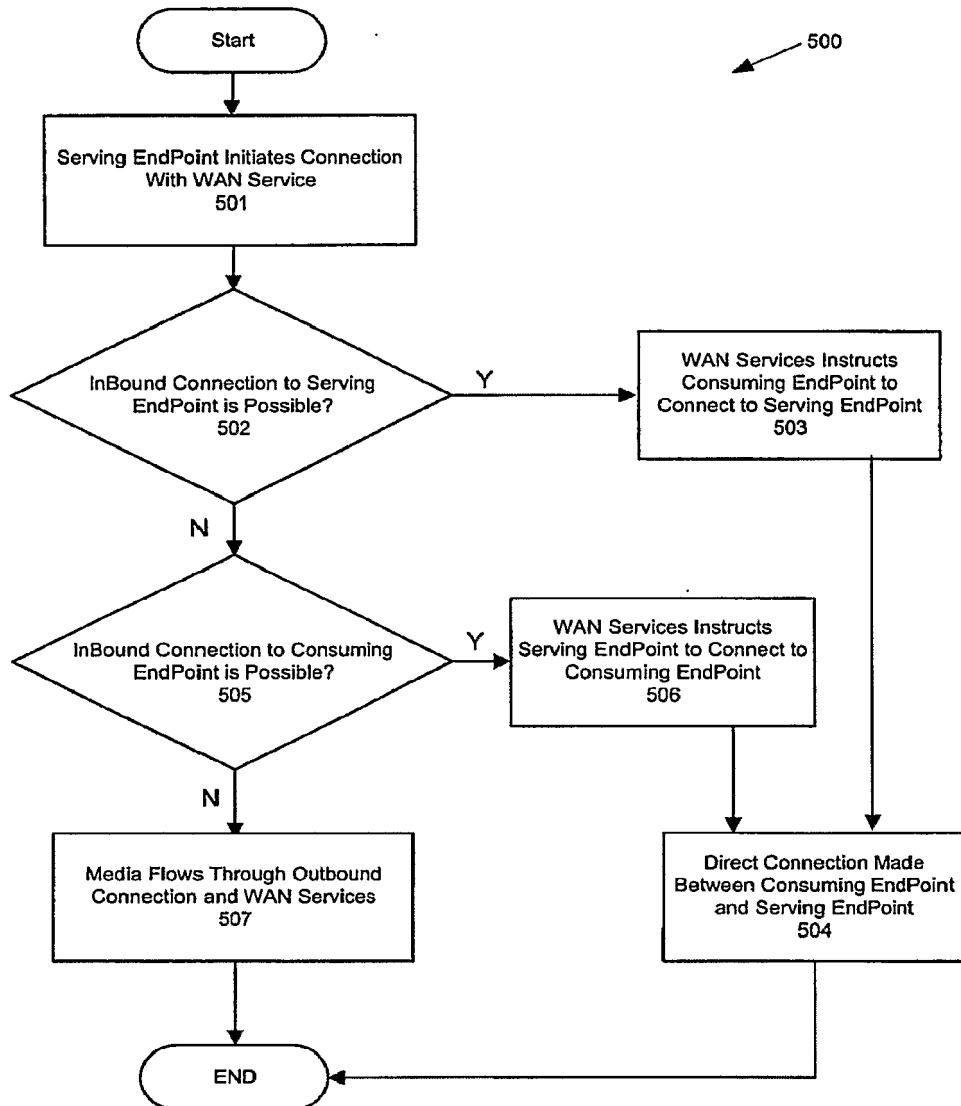 Start
500
Serving EndPoint Initiates Connection
With WAN Service
501
InBound Connection to Serving
EndPoint is Possible?
502
Y
WAN Services Instructs
Consuming EndPoint to
Connect to Serving EndPoint
503
N
InBound Connection to Consuming
EndPoint is Possible?
505
Y
WAN Services Instructs
Serving EndPoint to Connect to
Consuming EndPoint
506
N
Media Flows Through Outbound
Connection and WAN Services
507
Direct Connection Made
Between Consuming EndPoint
and Serving EndPoint
504
END